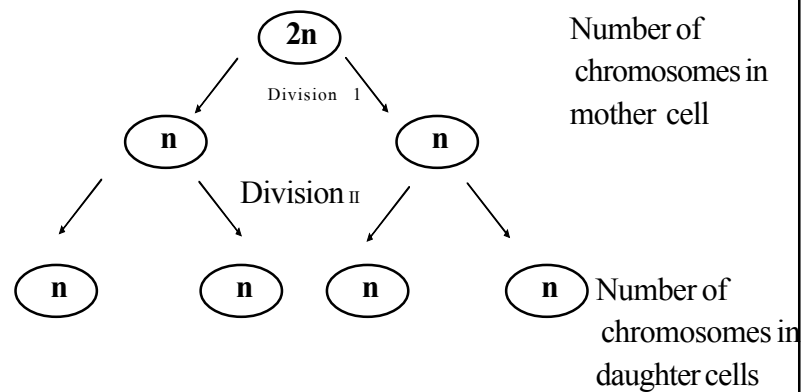 2n
Number of
chromosomes in
mother cell
Division 1
n n
Division II
n n n n
Number of
chromosomes in
daughter cells